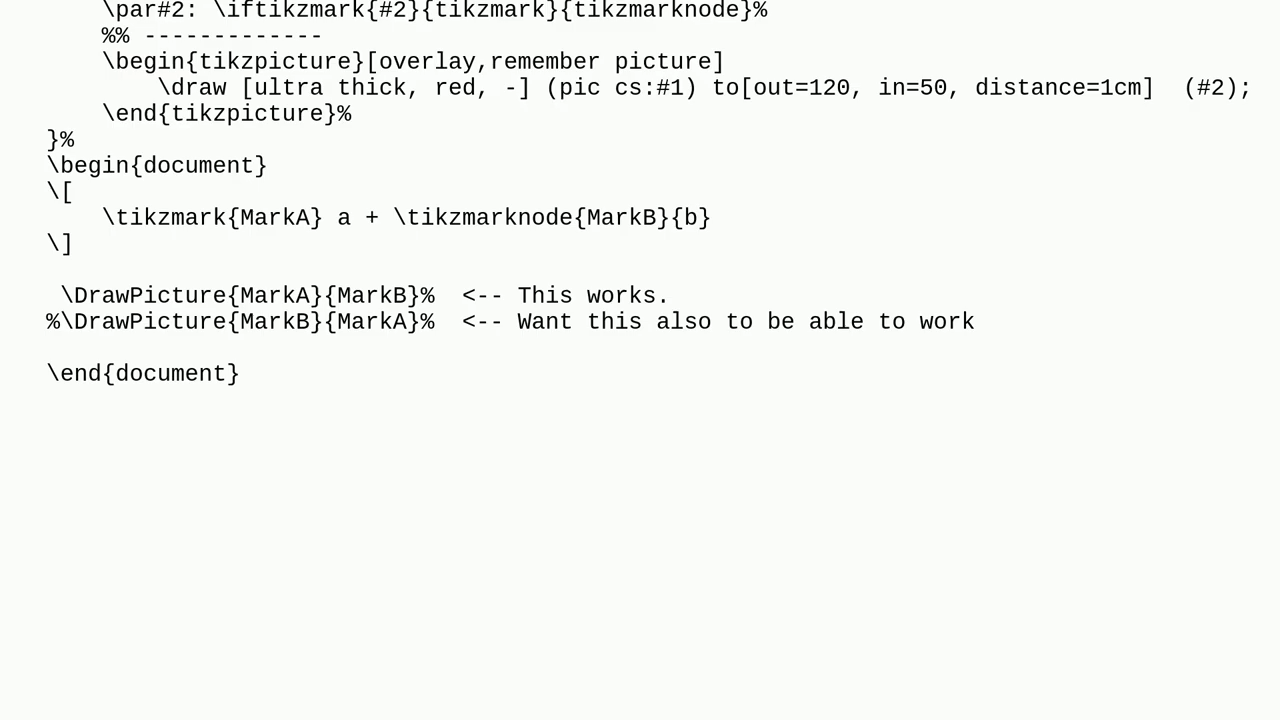 \par#2: \iftikzmark{#2}{tikzmark}{tikzmarknode}%
%% -------------
\begin{tikzpicture}[overlay,remember picture]
\draw [ultra thick, red, -] (pic cs:#1) to[out=120, in=50, distance=1cm]  (#2);
\end{tikzpicture}%
}%
\begin{document}
\[
\tikzmark{MarkA} a + \tikzmarknode{MarkB}{b}
\]
\DrawPicture{MarkA}{MarkB}%  <-- This works.
%\DrawPicture{MarkB}{MarkA}%  <-- Want this also to be able to work
\end{document}